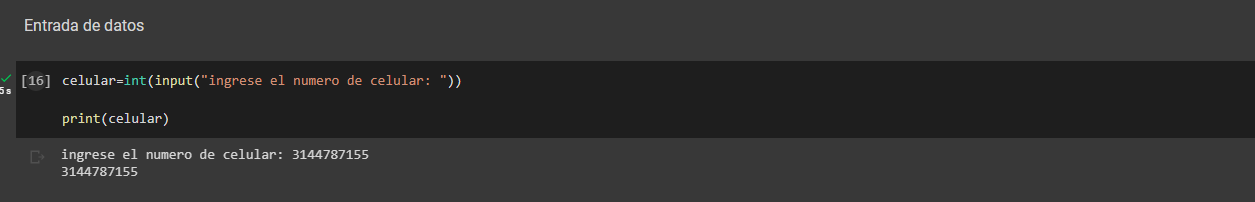 Entrada de datos
[16] celular=int(input("ingrese el numero de celular: "))
5s
print(celular)
ingrese el numero de celular: 3144787155
3144787155